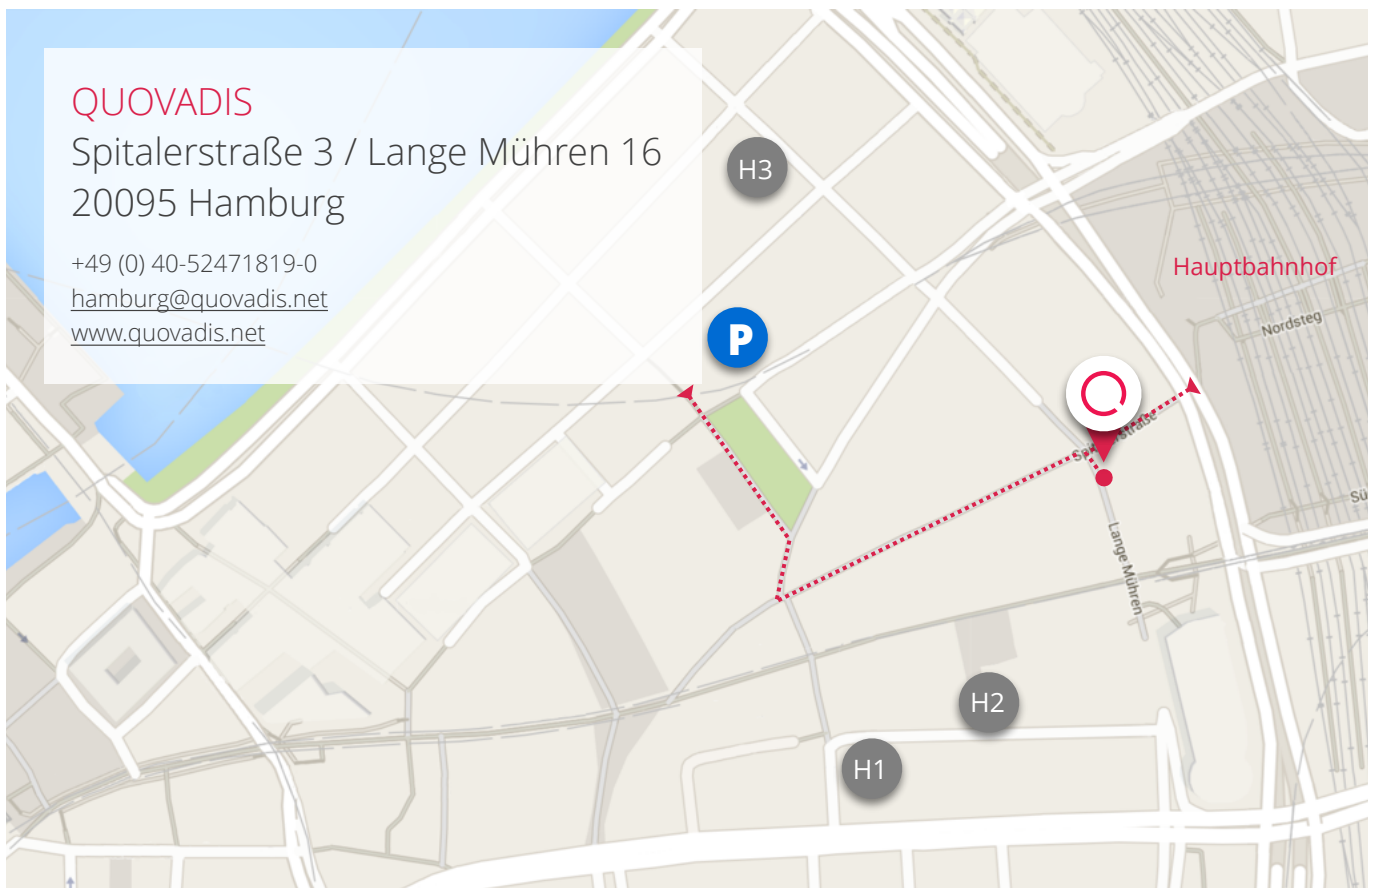 QUOVADIS
Spitalerstraße 3 / Lange Mühren 16
20095 Hamburg
+49 (0) 40-52471819-0
hamburg@quovadis.net
www.quovadis.net
H3
Hauptbahnhof
Nordsteg
P
Sü
Lange Mühren
H2
H1